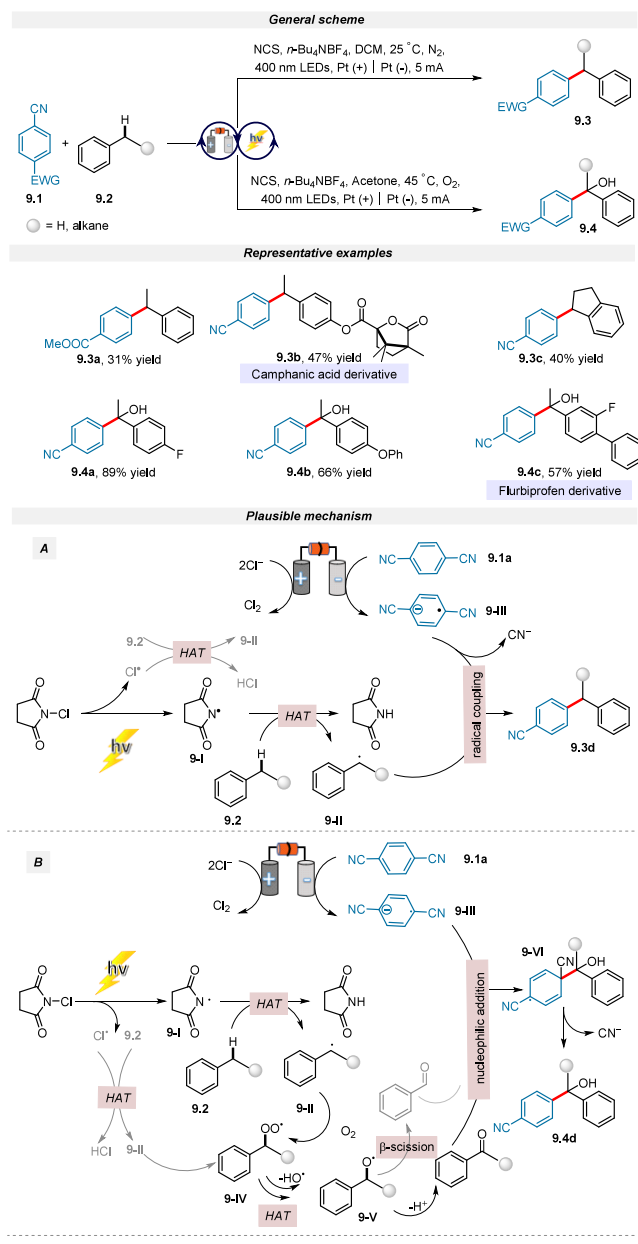 General scheme
NCS, n-Bu4NBF4, DCM, 25 °C, N2,
400 nm LEDs, Pt (+) | Pt (-), 5 mA
EWG
9.3
CN
EWG
9.1
+
H
9.2
+
-
hν
= H, alkane
NCS, n-Bu4NBF4, Acetone, 45 °C, O2,
400 nm LEDs, Pt (+) | Pt (-), 5 mA
OH
EWG
9.4
Representative examples
MeO2C
9.3a, 31% yield
NC
O
O
O
O
9.3b, 47% yield
Camphanic acid derivative
NC
9.3c, 40% yield
OH
NC
F
9.4a, 89% yield
OH
NC
OPh
9.4b, 66% yield
OH
F
NC
9.4c, 57% yield
Flurbiprofen derivative
Plausible mechanism
A
2Cl−
Cl2
+
-
NC
CN
9.1a
NC
CN
9-III
CN−
9.2
9-II
HAT
Cl•
HCl
O
N-Cl
O
hν
O
N•
O
9-I
HAT
O
NH
O
H
9.2
9-II
radical coupling
NC
9.3d
B
2Cl−
Cl2
+
-
NC
CN
9.1a
NC
CN
9-III
O
N-Cl
O
hν
O
N•
O
9-I
HAT
O
NH
O
Cl•
9.2
HAT
HCl
9-II
H
9.2
9-II
O2
OO•
9-IV
-HO•
HAT
O•
9-V
β-scission
O
-H+
O
nucleophilic addition
9-VI
CN
OH
NC
CN−
OH
NC
9.4d